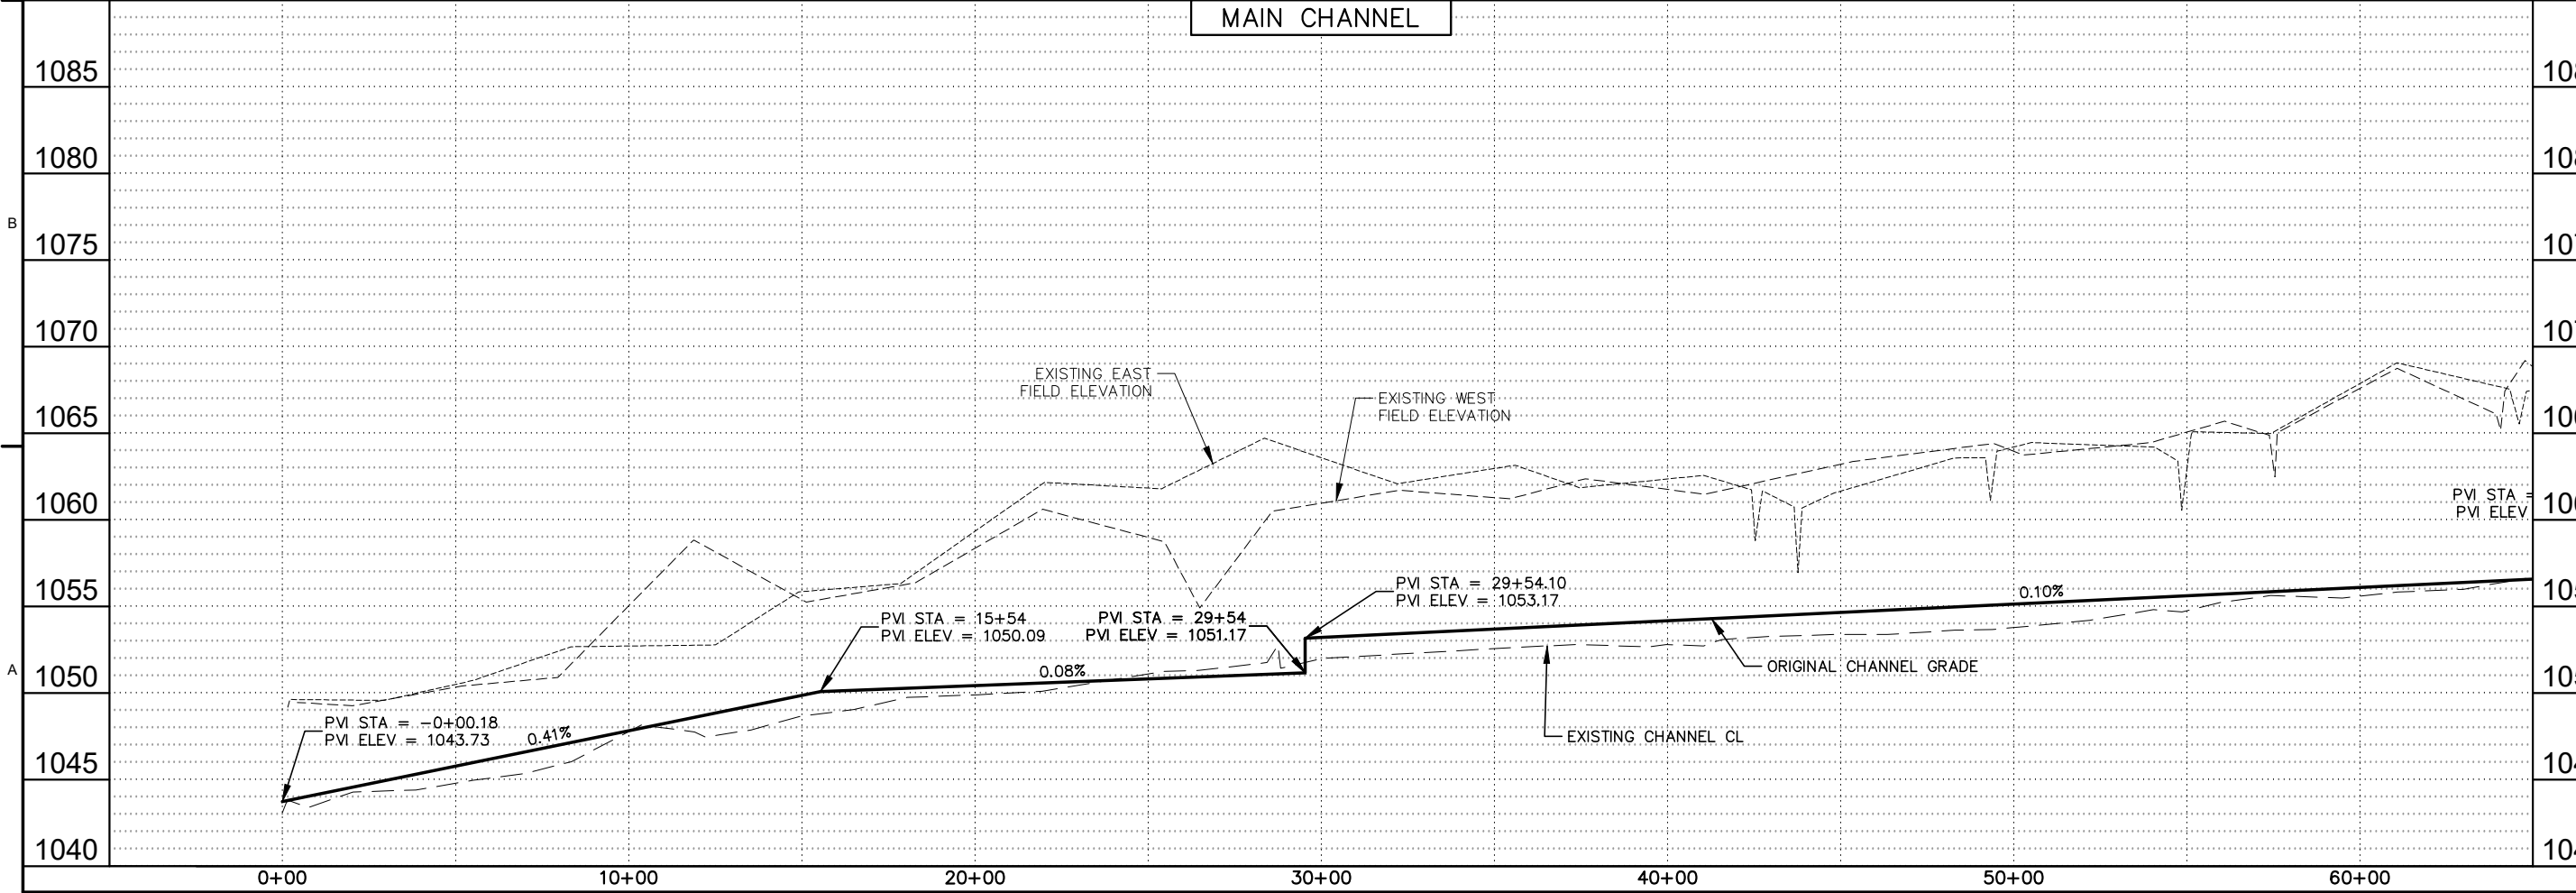 MAIN CHANNEL
1085
1080
1075
1070
1065
1060
1055
1050
1045
1040
B
A
EXISTING EAST
FIELD ELEVATION
EXISTING WEST
FIELD ELEVATION
PVI STA = -0+00.18
PVI ELEV = 1043.73
0.41%
PVI STA = 15+54
PVI ELEV = 1050.09
0.08%
PVI STA = 29+54
PVI ELEV = 1051.17
PVI STA = 29+54.10
PVI ELEV = 1053.17
0.10%
ORIGINAL CHANNEL GRADE
EXISTING CHANNEL CL
PVI STA =
PVI ELEV
0+00
10+00
20+00
30+00
40+00
50+00
60+00